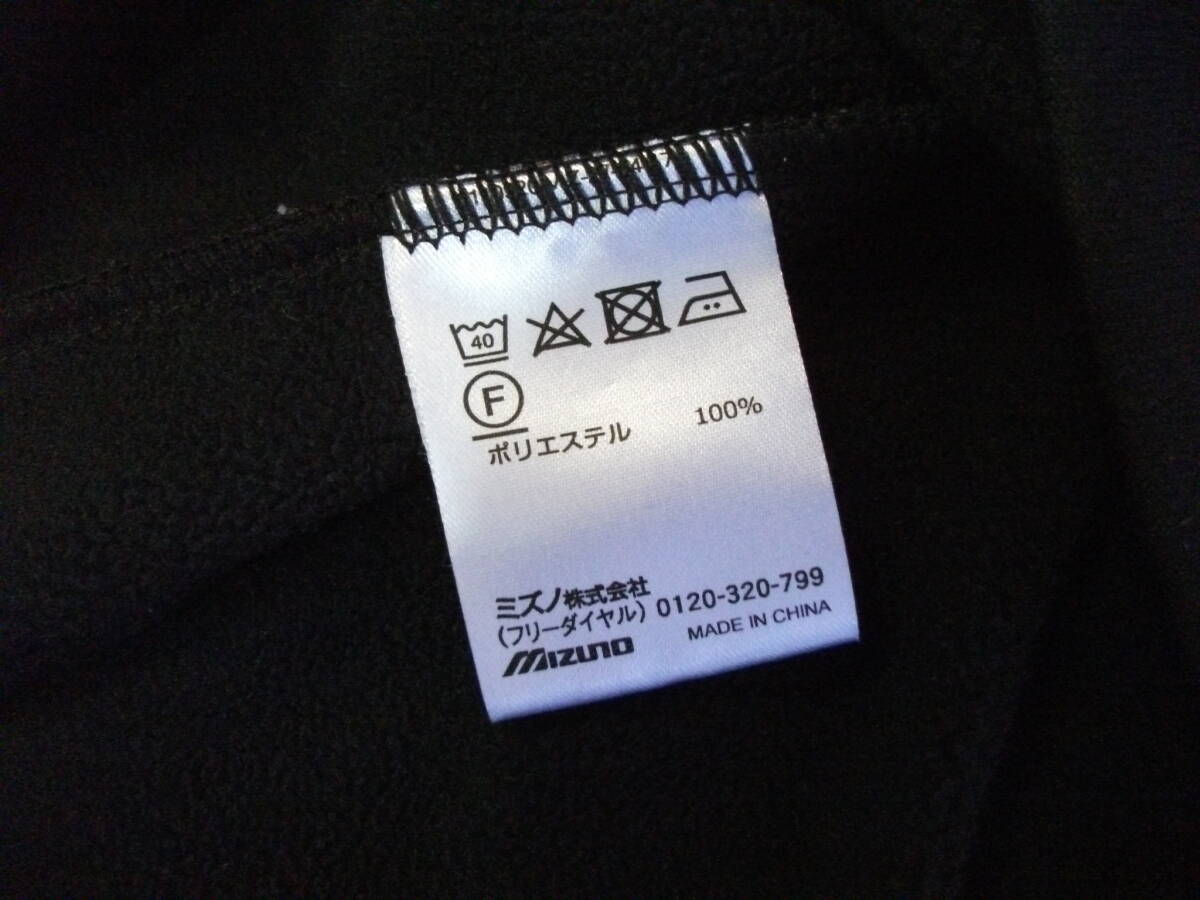 40
F
ポリエステル 100%
ミズノ株式会社
(フリーダイヤル) 0120-320-799
MIZUNO MADE IN CHINA